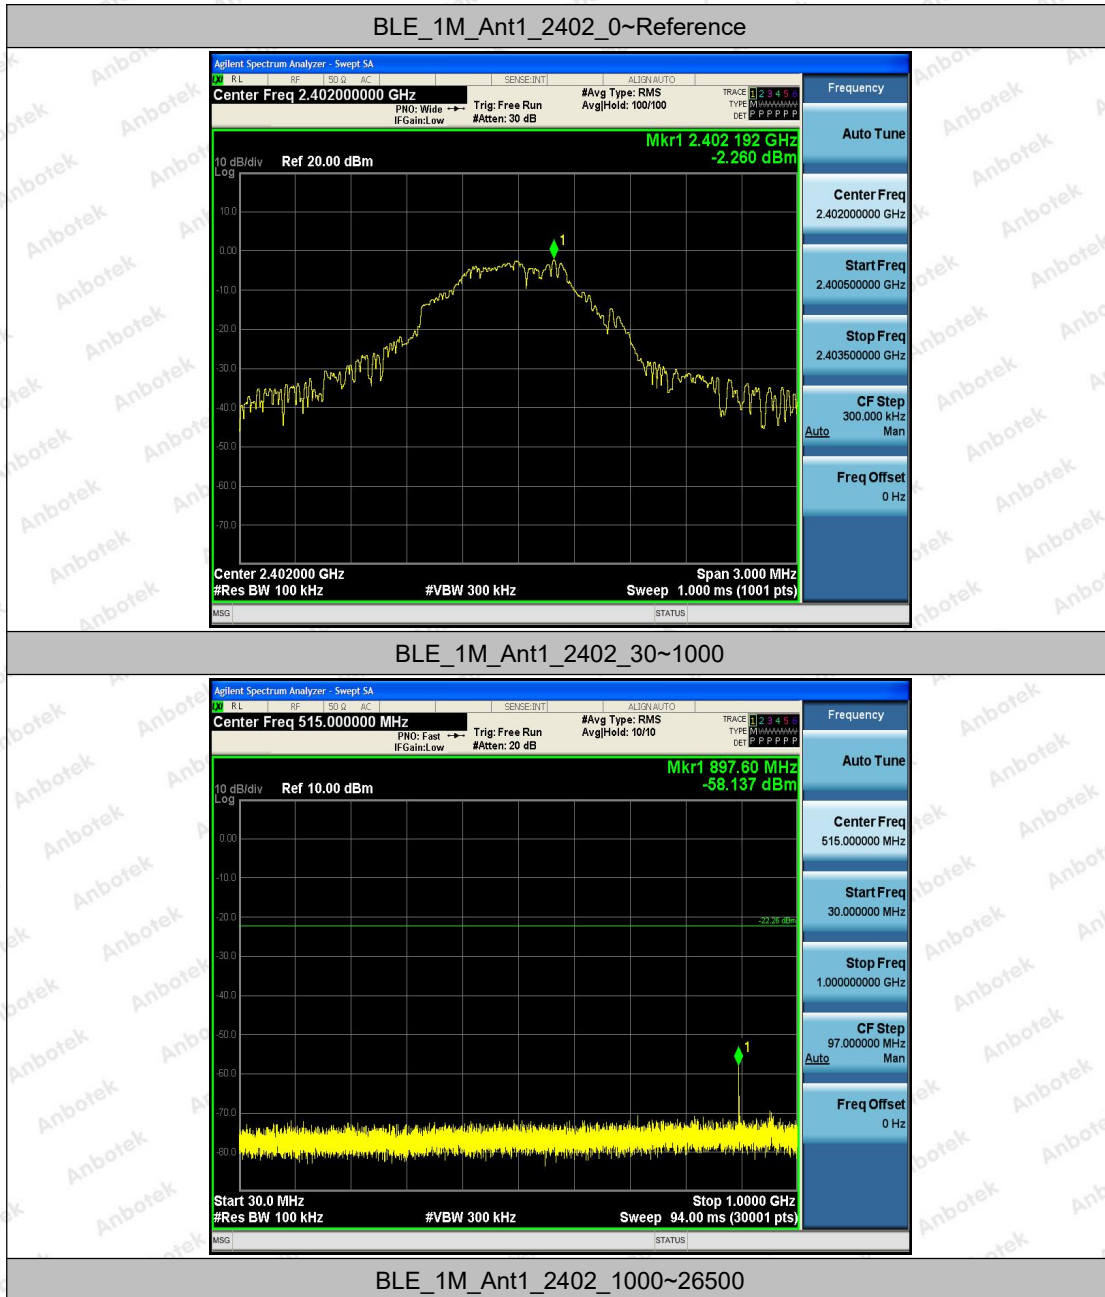 BLE_1M_Ant1_2402_0~Reference
Agilent Spectrum Analyzer - Swept SA
LXI RL RF 50 Ω AC SENSE:INT ALIGN AUTO
Center Freq 2.402000000 GHz
PNO: Wide
IFGain:Low
Trig: Free Run
#Atten: 30 dB
#Avg Type: RMS
Avg|Hold: 100/100
TRACE 1 2 3 4 5 6
TYPE M WWWWW
DET P P P P P P
Mkr1 2.402 192 GHz
-2.260 dBm
10 dB/div Ref 20.00 dBm
Log
10.0
0.00
-10.0
-20.0
-30.0
-40.0
-50.0
-60.0
-70.0
1
Center 2.402000 GHz Span 3.000 MHz
#Res BW 100 kHz #VBW 300 kHz Sweep 1.000 ms (1001 pts)
MSG STATUS
Frequency
Auto Tune
Center Freq
2.402000000 GHz
Start Freq
2.400500000 GHz
Stop Freq
2.403500000 GHz
CF Step
300.000 kHz
Auto Man
Freq Offset
0 Hz
BLE_1M_Ant1_2402_30~1000
Agilent Spectrum Analyzer - Swept SA
LXI RL RF 50 Ω AC SENSE:INT ALIGN AUTO
Center Freq 515.000000 MHz
PNO: Fast
IFGain:Low
Trig: Free Run
#Atten: 20 dB
#Avg Type: RMS
Avg|Hold: 10/10
TRACE 1 2 3 4 5 6
TYPE M WWWWW
DET P P P P P P
Mkr1 897.60 MHz
-58.137 dBm
10 dB/div Ref 10.00 dBm
Log
0.00
-10.0
-20.0
-30.0
-40.0
-50.0
-60.0
-70.0
-80.0
-22.26 dBm
1
Start 30.0 MHz Stop 1.0000 GHz
#Res BW 100 kHz #VBW 300 kHz Sweep 94.00 ms (30001 pts)
MSG STATUS
Frequency
Auto Tune
Center Freq
515.000000 MHz
Start Freq
30.000000 MHz
Stop Freq
1.000000000 GHz
CF Step
97.000000 MHz
Auto Man
Freq Offset
0 Hz
BLE_1M_Ant1_2402_1000~26500
Anbotek